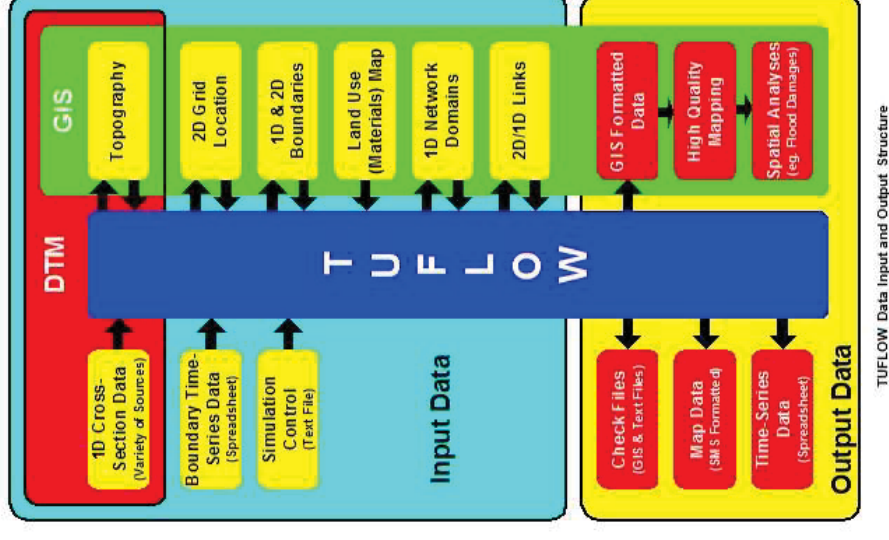 DTM
GIS
1D Cross-
Section Data
(Variety of Sources)
Topography
Boundary Time-
Series Data
(Spreadsheet)
2D Grid
Location
Simulation
Control
(Text File)
1D & 2D
Boundaries
Land Use
(Materials) Map
1D Network
Domains
2D/1D Links
Input Data
T
U
F
L
O
W
Check Files
(GIS & Text Files)
GIS Formatted
Data
Map Data
(SMS Formatted)
High Quality
Mapping
Time-Series
Data
(Spreadsheet)
Spatial Analyses
(eg. Flood Damages)
Output Data
TUFLOW Data Input and Output Structure